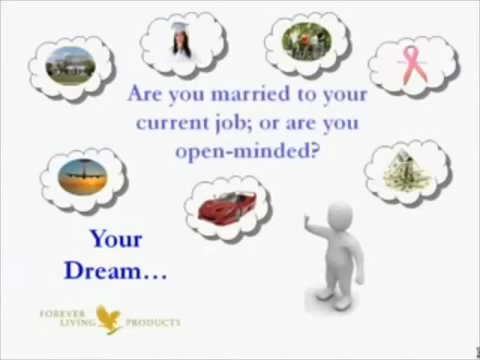 Are you married to your
current job; or are you
open-minded?
Your
Dream...
FOREVER
LIVING PRODUCTS